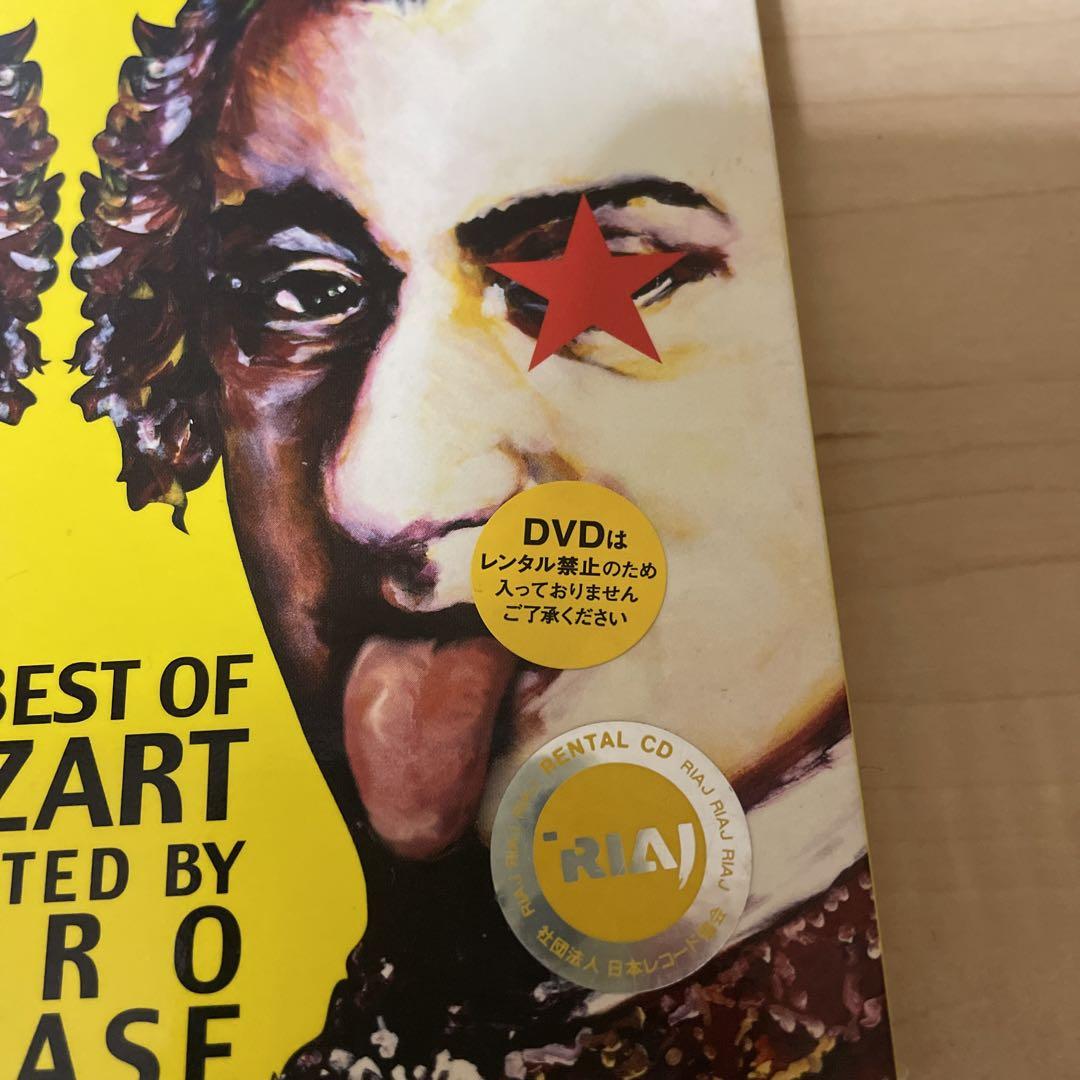 DVDは
レンタル禁止のため
入っておりません
ご了承ください
BEST OF
ZART
TED BY
R O
ASE
RENTAL CD RIAJ RIAJ RIAJ
RIAJ
社団法人 日本レコード協会